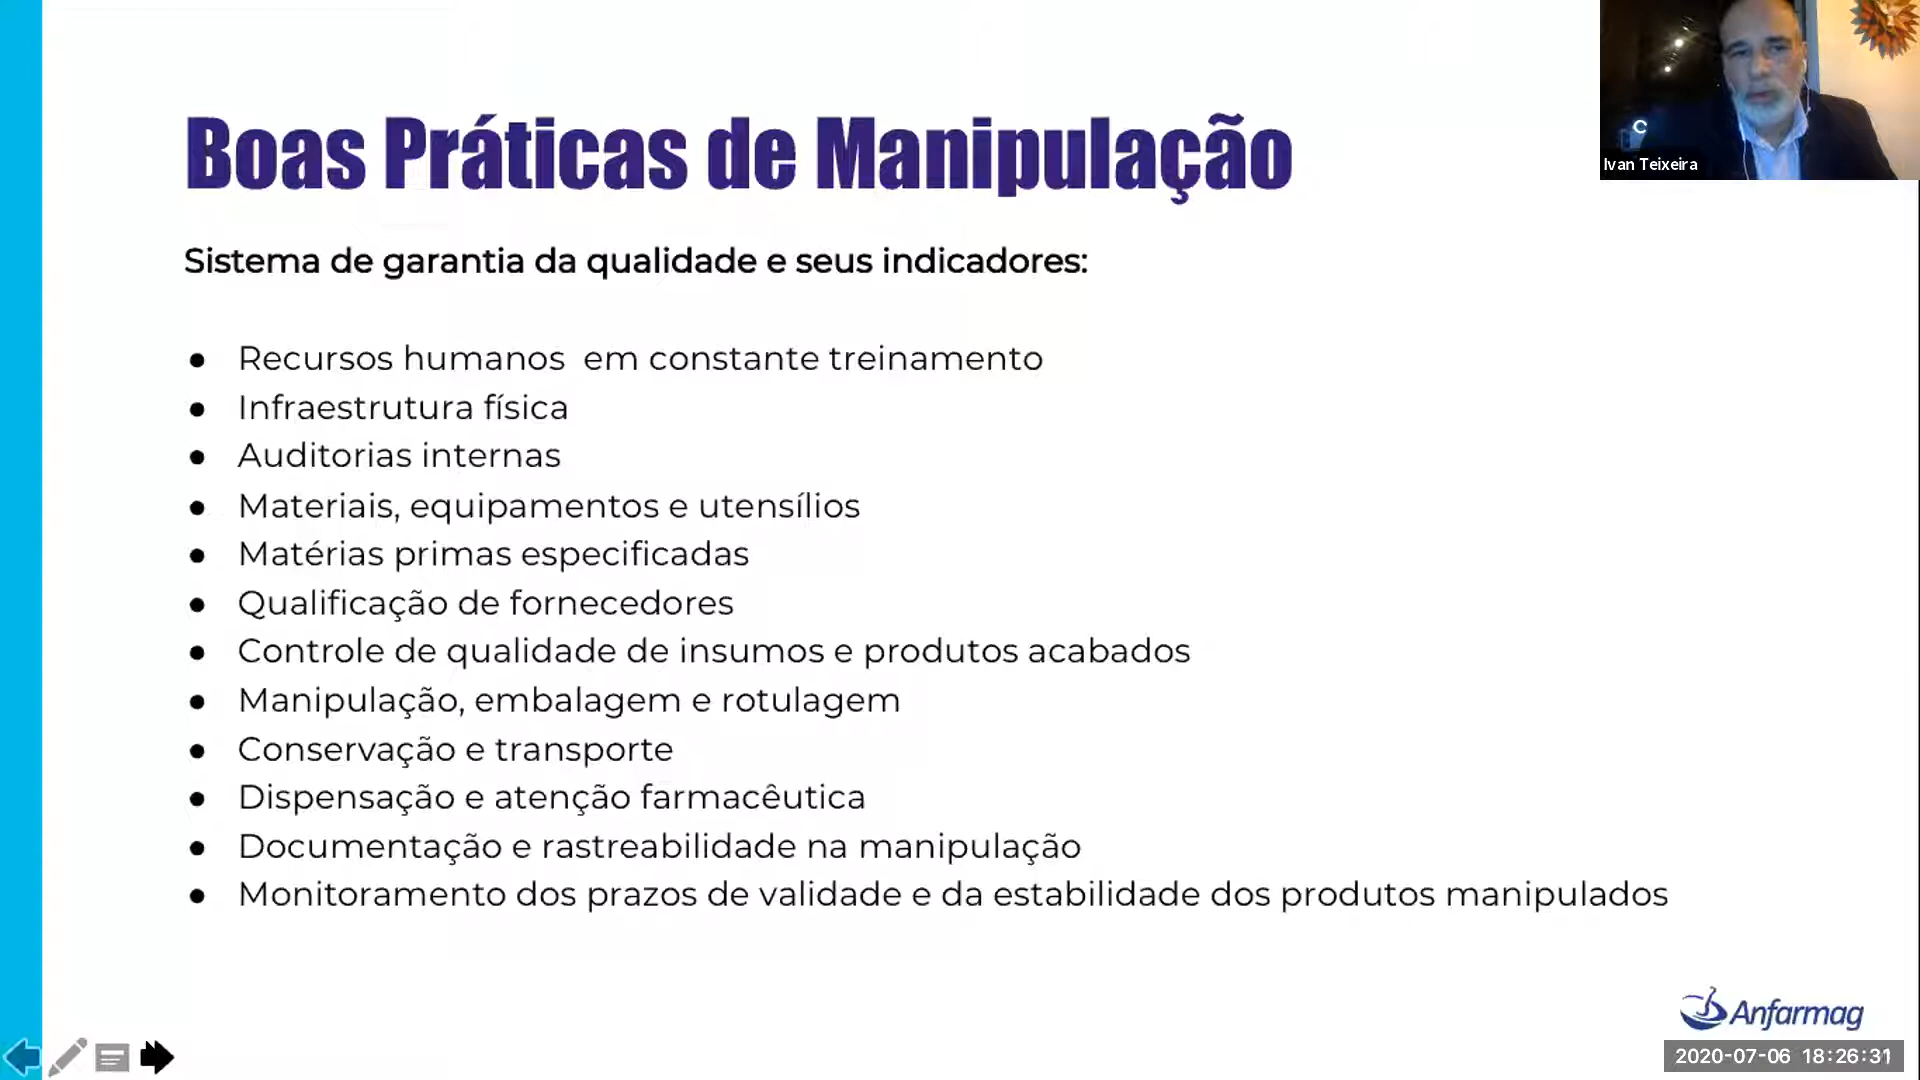 Boas Práticas de Manipulação
Ivan Teixeira
Sistema de garantia da qualidade e seus indicadores:
● Recursos humanos em constante treinamento
● Infraestrutura física
● Auditorias internas
● Materiais, equipamentos e utensílios
● Matérias primas especificadas
● Qualificação de fornecedores
● Controle de qualidade de insumos e produtos acabados
● Manipulação, embalagem e rotulagem
● Conservação e transporte
● Dispensação e atenção farmacêutica
● Documentação e rastreabilidade na manipulação
● Monitoramento dos prazos de validade e da estabilidade dos produtos manipulados
Anfarmag
2020-07-06 18:26:31